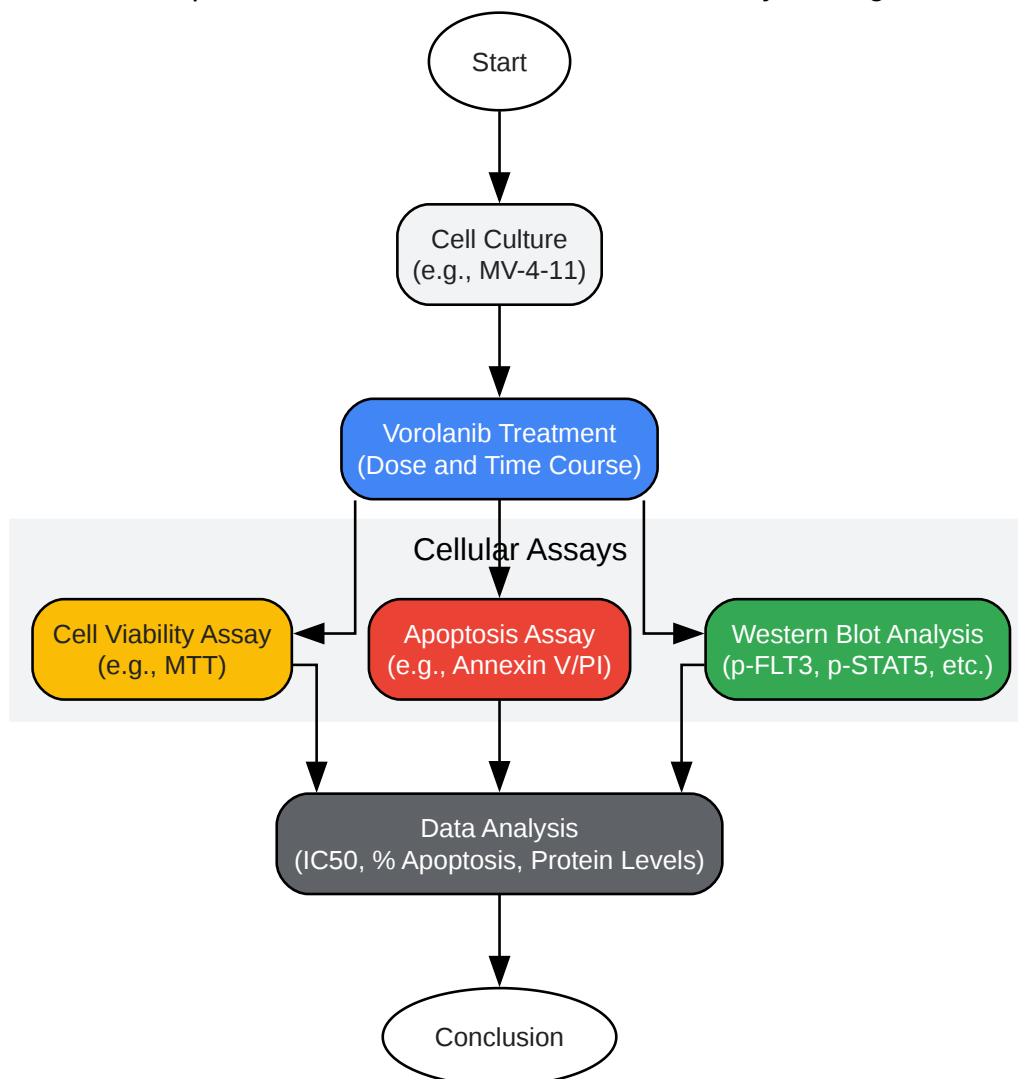 Start
Cell Culture
(e.g., MV-4-11)
Vorolanib Treatment
(Dose and Time Course)
Cellular Assays
Cell Viability Assay
(e.g., MTT)
Apoptosis Assay
(e.g., Annexin V/PI)
Western Blot Analysis
(p-FLT3, p-STAT5, etc.)
Data Analysis
(IC50, % Apoptosis, Protein Levels)
Conclusion